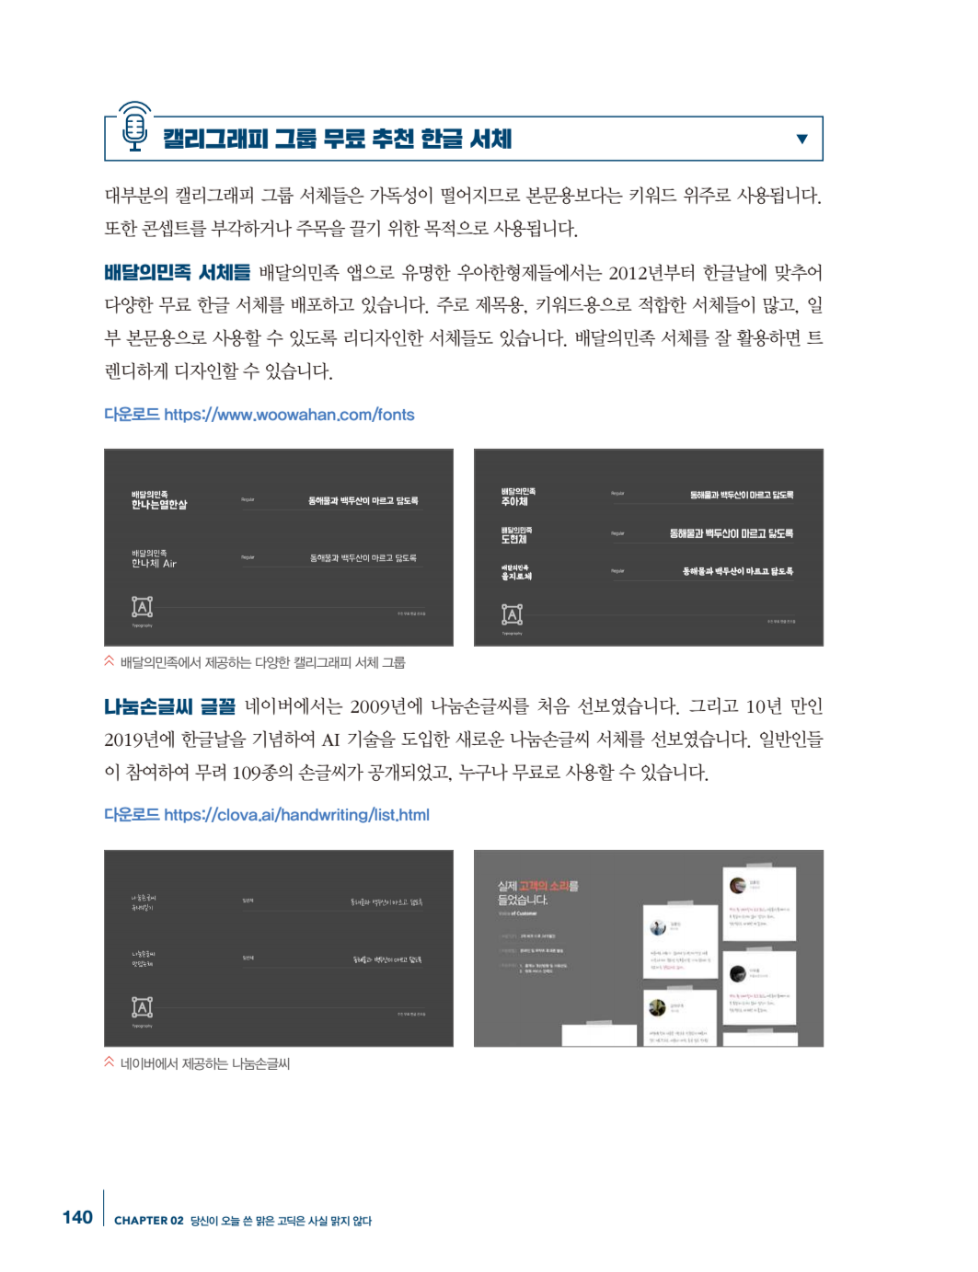 캘리그래피 그룹 무료 추천 한글 서체
대부분의 캘리그래피 그룹 서체들은 가독성이 떨어지므로 본문용보다는 키워드 위주로 사용됩니다.
또한 콘셉트를 부각하거나 주목을 끌기 위한 목적으로 사용됩니다.
배달의민족 서체들 배달의민족 앱으로 유명한 우아한형제들에서는 2012년부터 한글날에 맞추어
다양한 무료 한글 서체를 배포하고 있습니다. 주로 제목용, 키워드용으로 적합한 서체들이 많고, 일
부 본문용으로 사용할 수 있도록 리디자인한 서체들도 있습니다. 배달의민족 서체를 잘 활용하면 트
렌디하게 디자인할 수 있습니다.
다운로드 https://www.woowahan.com/fonts
배달의민족
한나는열한살
Regular
동해물과 백두산이 마르고 닳도록
배달의민족
한나체 Air
Regular
동해물과 백두산이 마르고 닳도록
A
Typography
배달의민족
주아체
Regular
동해물과 백두산이 마르고 닳도록
배달의민족
도현체
Regular
동해물과 백두산이 마르고 닳도록
배달의민족
을지로체
Regular
동해물과 백두산이 마르고 닳도록
A
Typography
배달의민족에서 제공하는 다양한 캘리그래피 서체 그룹
나눔손글씨 글꼴 네이버에서는 2009년에 나눔손글씨를 처음 선보였습니다. 그리고 10년 만인
2019년에 한글날을 기념하여 AI 기술을 도입한 새로운 나눔손글씨 서체를 선보였습니다. 일반인들
이 참여하여 무려 109종의 손글씨가 공개되었고, 누구나 무료로 사용할 수 있습니다.
다운로드 https://clova.ai/handwriting/list.html
나눔손글씨
동해물과 백두산이 마르고 닳도록
나눔손글씨
동해물과 백두산이 마르고 닳도록
A
Typography
실제 고객의 소리를
들었습니다.
Voice of Customer
네이버에서 제공하는 나눔손글씨
140
CHAPTER 02 당신이 오늘 쓴 맑은 고딕은 사실 맑지 않다